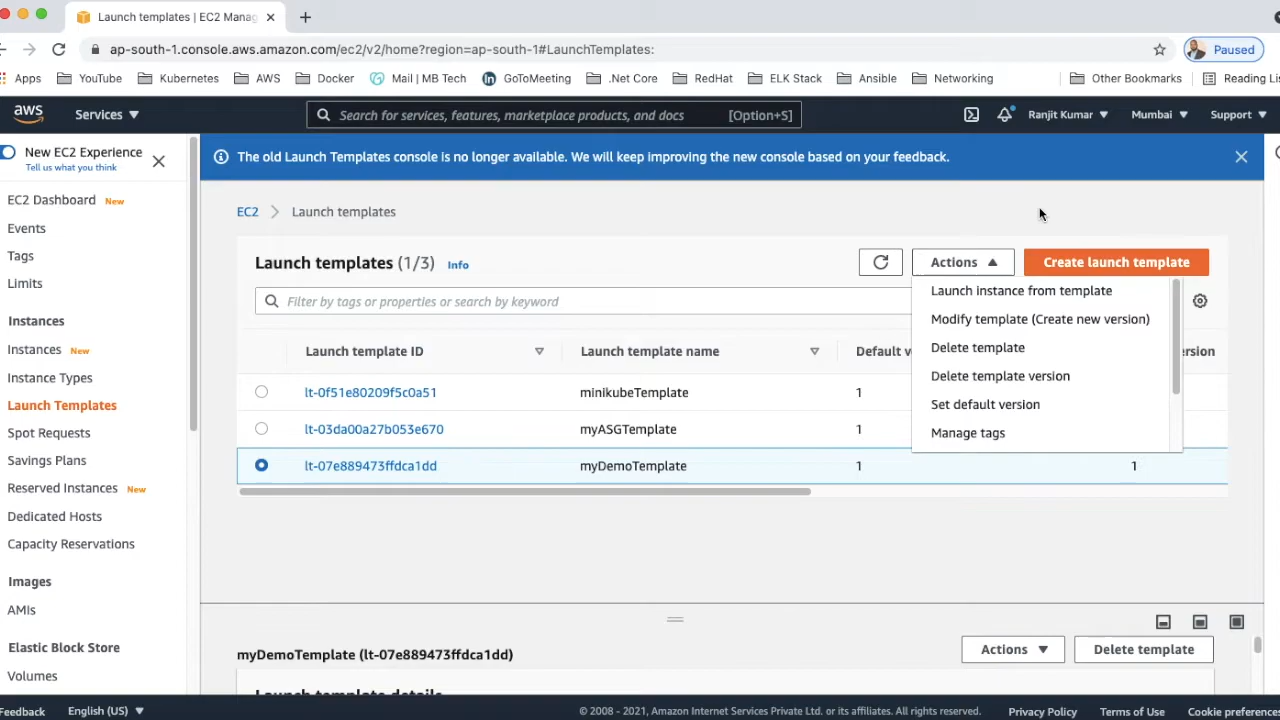 Launch templates | EC2 Manag
ap-south-1.console.aws.amazon.com/ec2/v2/home?region=ap-south-1#LaunchTemplates:
Paused
Apps YouTube Kubernetes AWS Docker Mail | MB Tech GoToMeeting .Net Core RedHat ELK Stack Ansible Networking Other Bookmarks Reading Lis
aws Services Search for services, features, marketplace products, and docs [Option+S] Ranjit Kumar Mumbai Support
New EC2 Experience
Tell us what you think
The old Launch Templates console is no longer available. We will keep improving the new console based on your feedback.
EC2 Dashboard New
Events
Tags
Limits
Instances
Instances New
Instance Types
Launch Templates
Spot Requests
Savings Plans
Reserved Instances New
Dedicated Hosts
Capacity Reservations
Images
AMIs
Elastic Block Store
Volumes
EC2 Launch templates
Launch templates (1/3) Info
Actions
Create launch template
Filter by tags or properties or search by keyword
Launch instance from template
Modify template (Create new version)
Delete template
Delete template version
Set default version
Manage tags
Launch template ID Launch template name Default v rsion
lt-0f51e80209f5c0a51 minikubeTemplate 1
lt-03da00a27b053e670 myASGTemplate 1
lt-07e889473ffdca1dd myDemoTemplate 1 1
myDemoTemplate (lt-07e889473ffdca1dd)
Actions Delete template
Launch template details
Feedback English (US) © 2008 - 2021, Amazon Internet Services Private Ltd. or its affiliates. All rights reserved. Privacy Policy Terms of Use Cookie preference